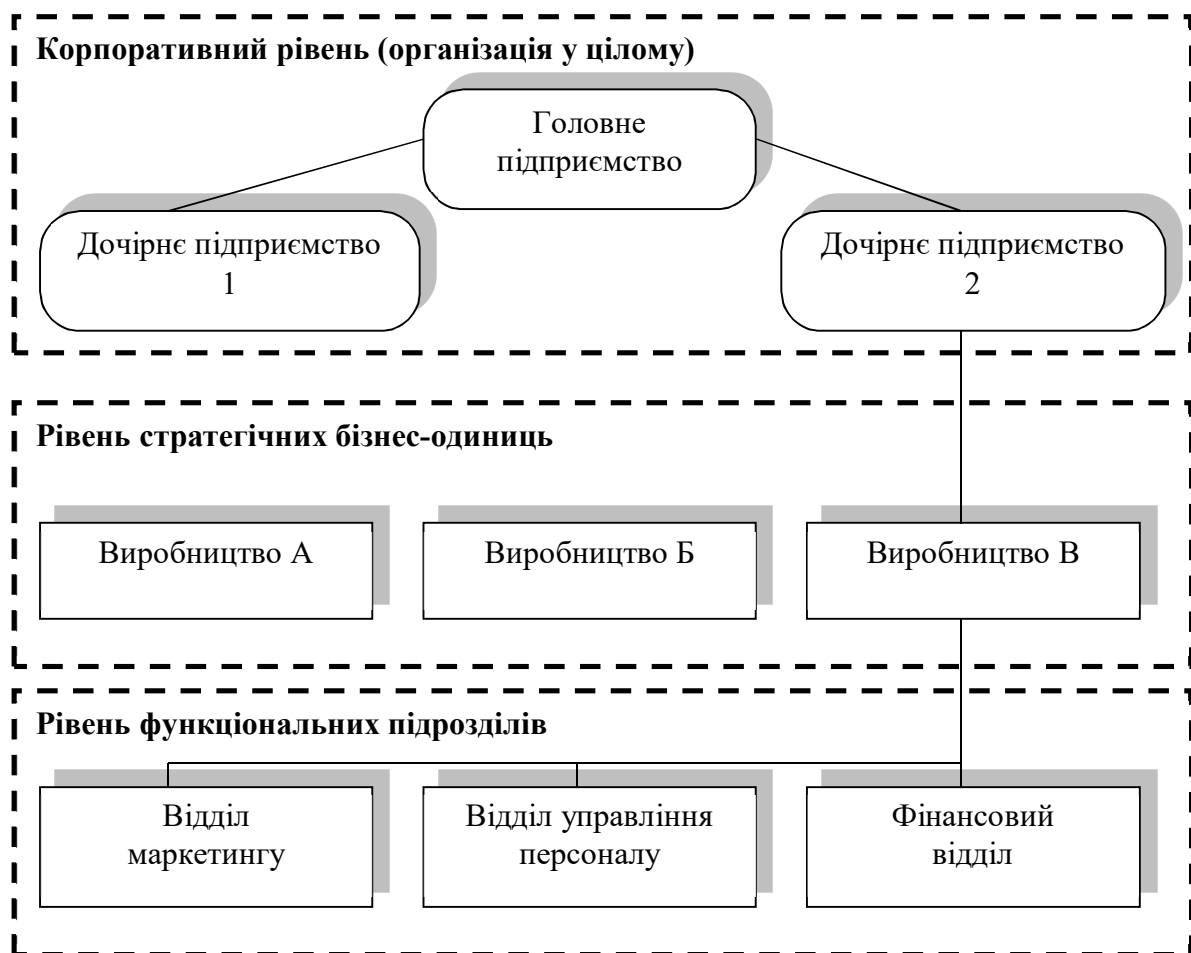 Корпоративний рівень (організація у цілому)
Головне
підприємство
Дочірнє підприємство
1
Дочірнє підприємство
2
Рівень стратегічних бізнес-одиниць
Виробництво А
Виробництво Б
Виробництво В
Рівень функціональних підрозділів
Відділ
маркетингу
Відділ управління
персоналу
Фінансовий
відділ